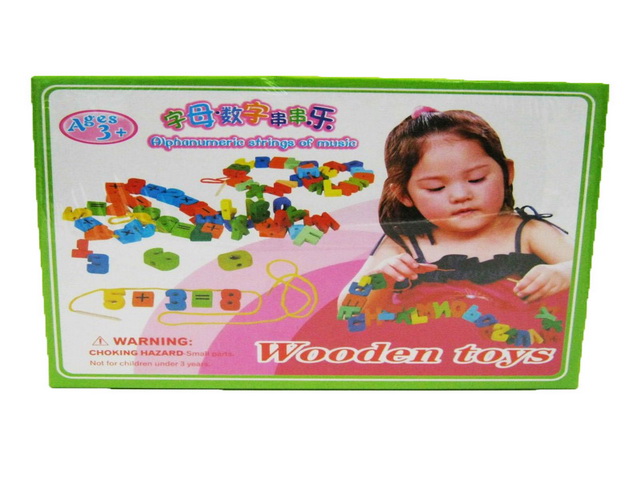 Ages
3+
字母数字串串乐
Alphanumeric strings of music
5+3=8
WARNING:
CHOKING HAZARD-Small parts.
Not for children under 3 years.
Wooden toys